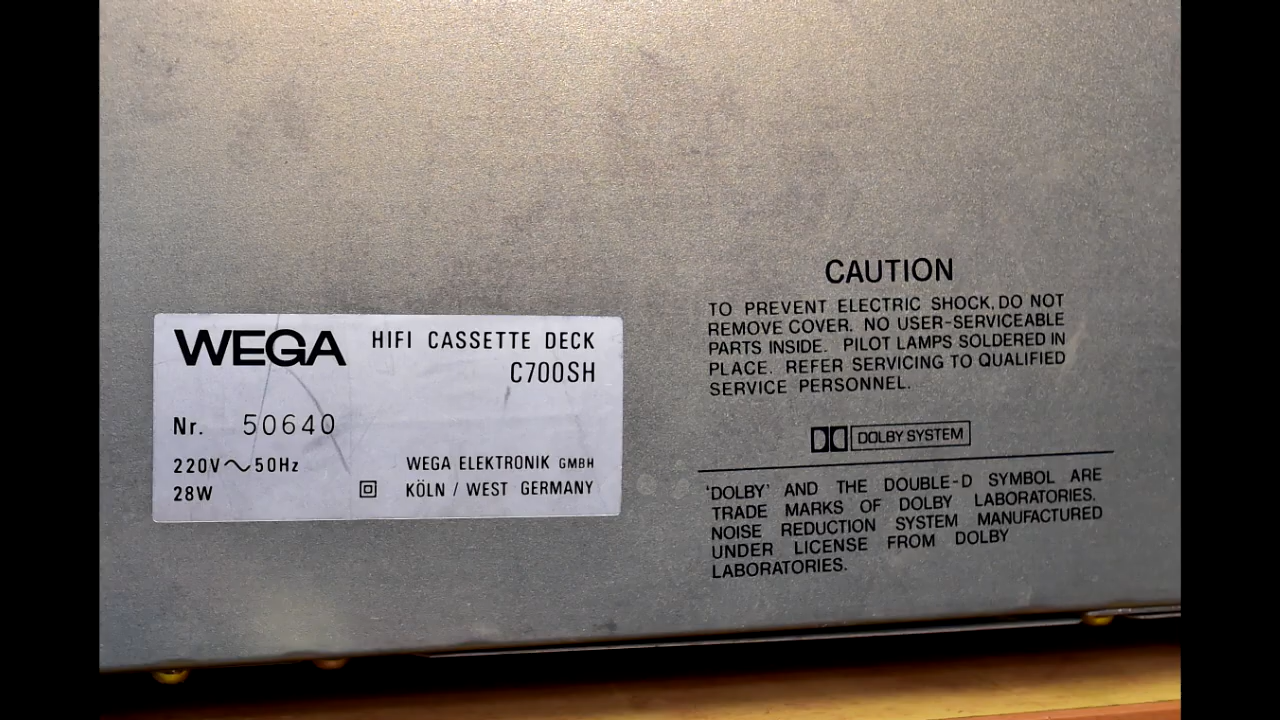 WEGA HIFI CASSETTE DECK
C700SH
Nr. 50640
220V～50Hz WEGA ELEKTRONIK GMBH
28W KÖLN / WEST GERMANY
CAUTION
TO PREVENT ELECTRIC SHOCK, DO NOT
REMOVE COVER. NO USER-SERVICEABLE
PARTS INSIDE. PILOT LAMPS SOLDERED IN
PLACE. REFER SERVICING TO QUALIFIED
SERVICE PERSONNEL.
DOLBY SYSTEM
'DOLBY' AND THE DOUBLE-D SYMBOL ARE
TRADE MARKS OF DOLBY LABORATORIES.
NOISE REDUCTION SYSTEM MANUFACTURED
UNDER LICENSE FROM DOLBY
LABORATORIES.